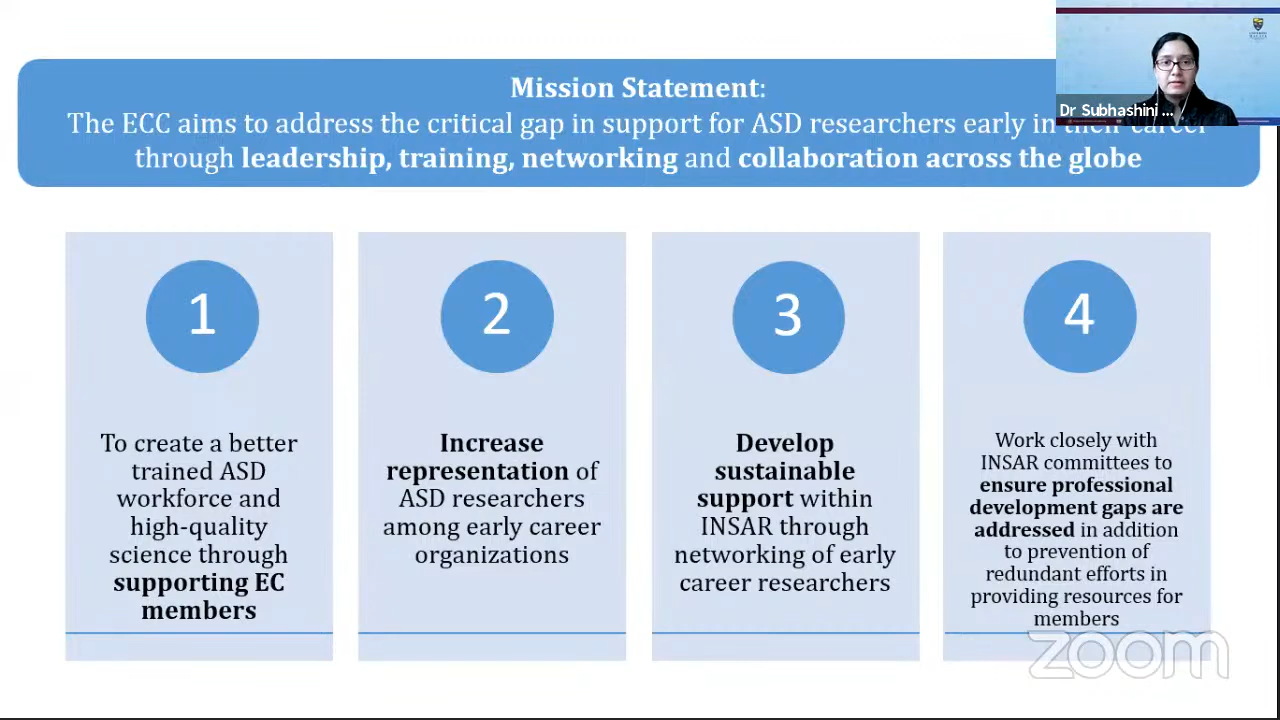 Mission Statement:
The ECC aims to address the critical gap in support for ASD researchers early in their career
through leadership, training, networking and collaboration across the globe
Dr Subhashini ...
1
To create a better
trained ASD
workforce and
high-quality
science through
supporting EC
members
2
Increase
representation of
ASD researchers
among early career
organizations
3
Develop
sustainable
support within
INSAR through
networking of early
career researchers
4
Work closely with
INSAR committees to
ensure professional
development gaps are
addressed in addition
to prevention of
redundant efforts in
providing resources for
members
zoom